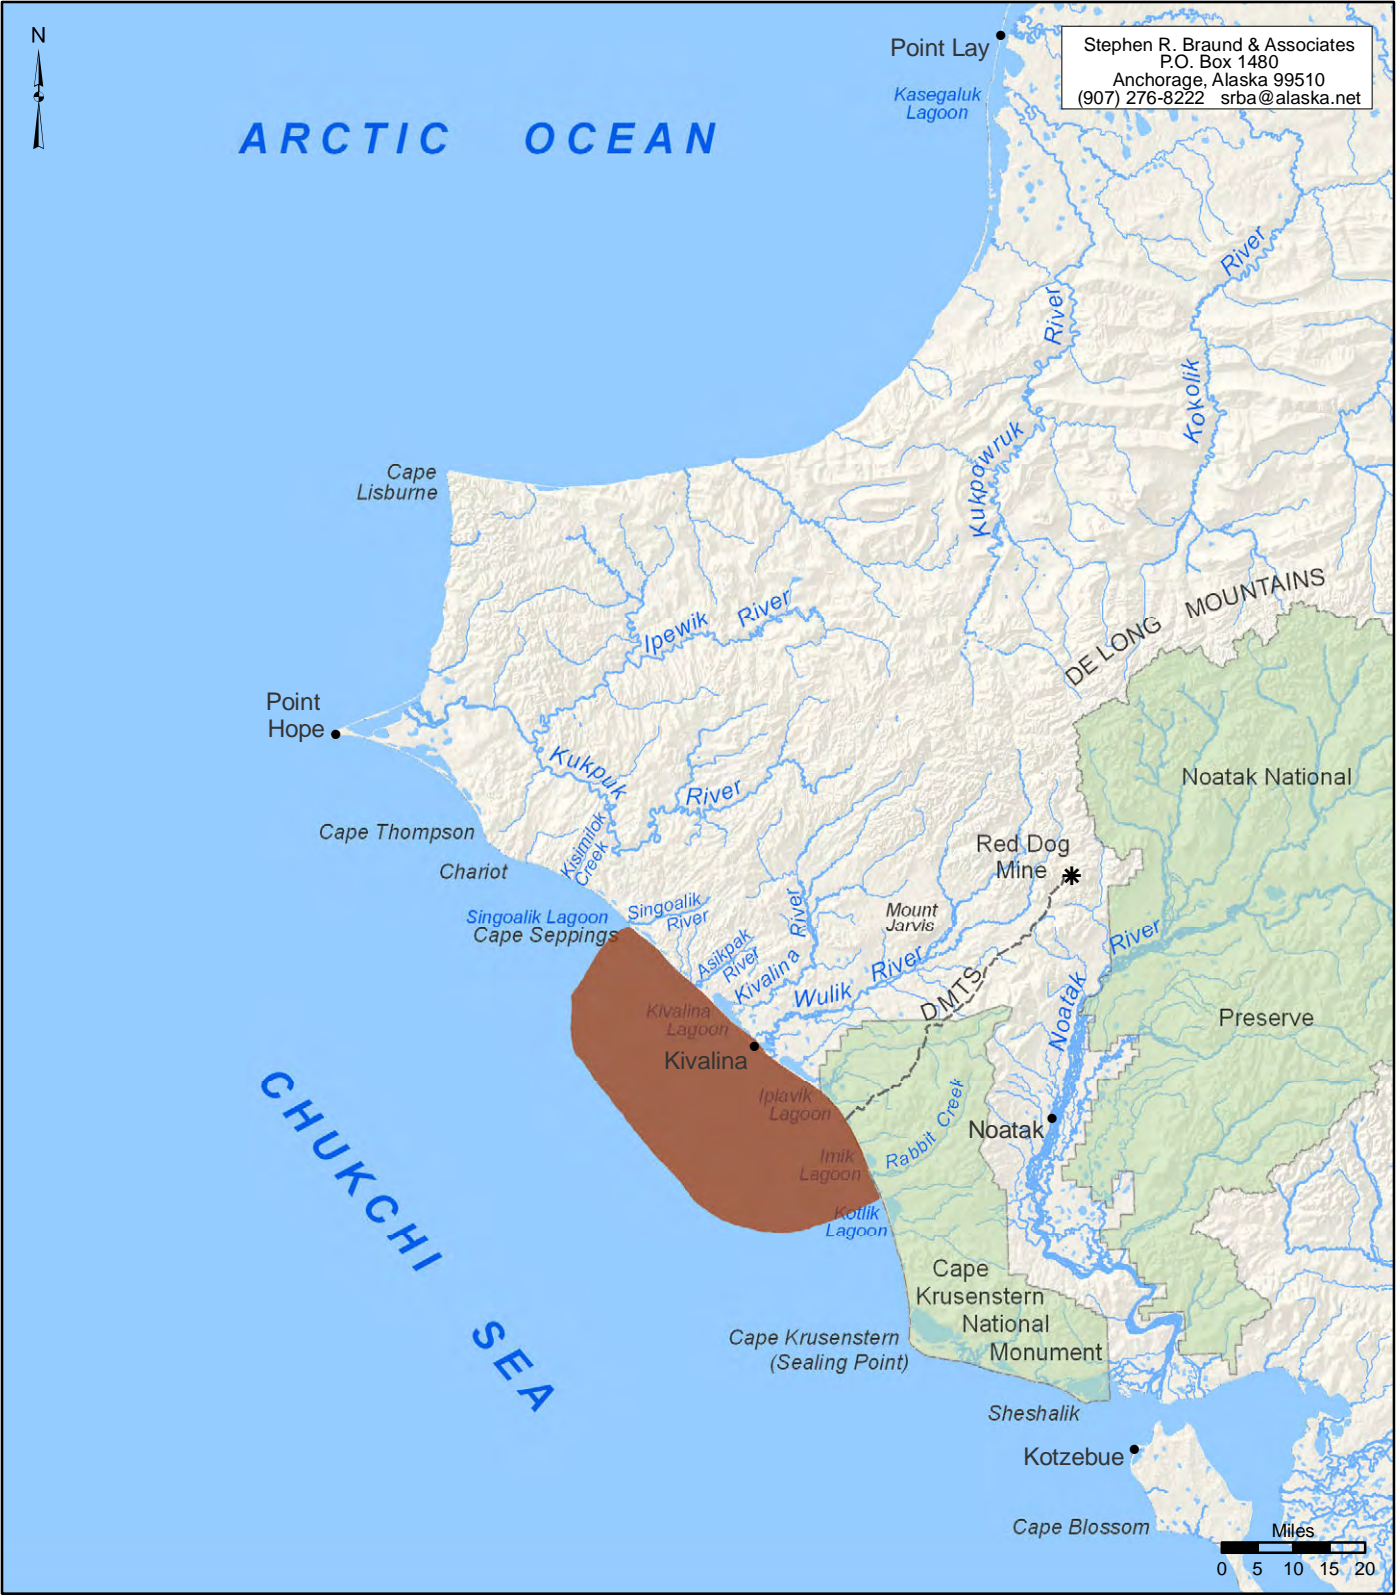 N
Point Lay
Stephen R. Braund & Associates
P.O. Box 1480
Anchorage, Alaska 99510
(907) 276-8222 srba@alaska.net
Kasegaluk
Lagoon
ARCTIC OCEAN
River
River
Kokolik
Kukpowruk
Cape
Lisburne
DE LONG MOUNTAINS
Ipewik River
Point
Hope
Kukpuk
River
Noatak National
Cape Thompson
Kisimilok
Creek
Chariot
Red Dog
Mine
Singoalik
River
Singoalik Lagoon
Cape Seppings
Mount
Jarvis
Asikpak
River
Kivalina River
Wulik River
River
Noatak
DMTS
Preserve
Kivalina
Lagoon
Kivalina
Iplavik
Lagoon
Rabbit Creek
Noatak
Imik
Lagoon
Kotlik
Lagoon
CHUKCHI SEA
Cape
Krusenstern
National
Monument
Cape Krusenstern
(Sealing Point)
Sheshalik
Kotzebue
Cape Blossom
Miles
0 5 10 15 20